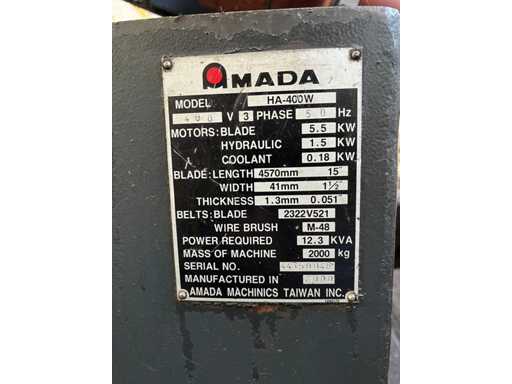 AMADA
MODEL HA-400W
400 V 3 PHASE 50 Hz
MOTORS: BLADE 5.5 KW
HYDRAULIC 1.5 KW
COOLANT 0.18 KW
BLADE: LENGTH 4570mm 15"
WIDTH 41mm 1½"
THICKNESS 1.3mm 0.051"
BELTS: BLADE 2322V521
WIRE BRUSH M-48
POWER REQUIRED 12.3 KVA
MASS OF MACHINE 2000 kg
SERIAL NO.
MANUFACTURED IN
AMADA MACHINICS TAIWAN INC.